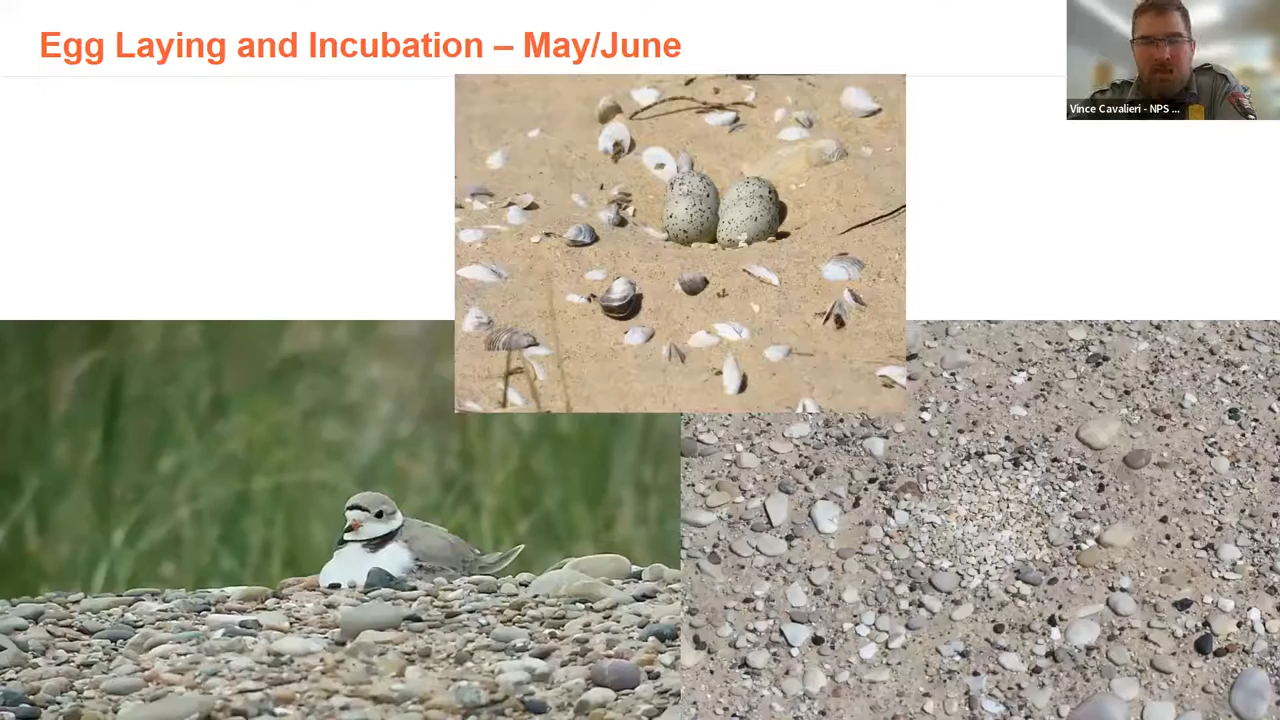 Egg Laying and Incubation – May/June
Vince Cavalieri - NPS ...